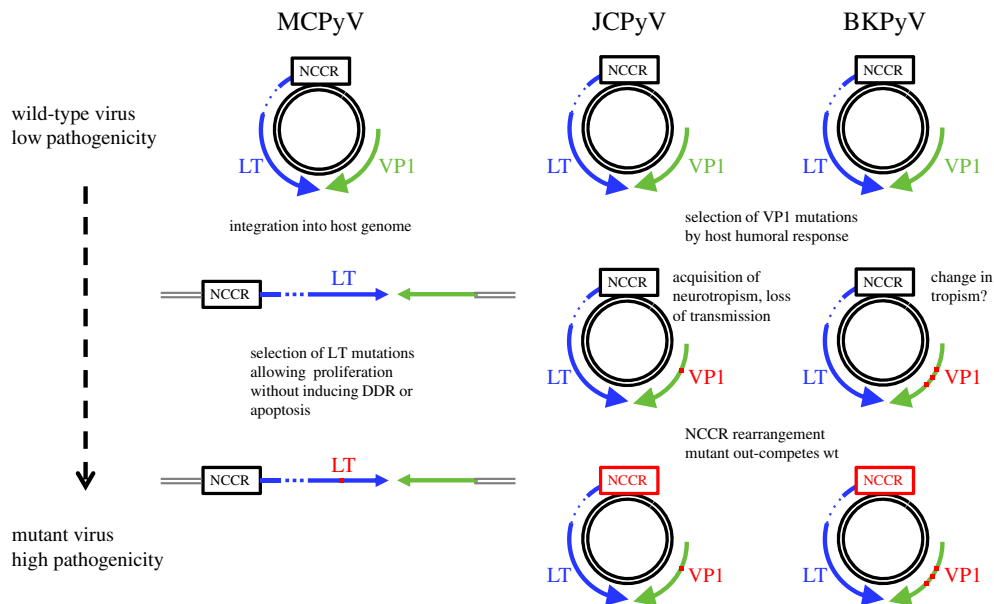 MCPyV
JCPyV
BKPyV
NCCR
NCCR
NCCR
wild-type virus
low pathogenicity
LT
VP1
LT
VP1
LT
VP1
integration into host genome
selection of VP1 mutations
by host humoral response
NCCR
LT
NCCR
acquisition of
neurotropism, loss
of transmission
NCCR
change in
tropism?
selection of LT mutations
allowing proliferation
without inducing DDR or
apoptosis
LT
VP1
LT
VP1
NCCR rearrangement
mutant out-competes wt
NCCR
LT
NCCR
NCCR
mutant virus
high pathogenicity
LT
VP1
LT
VP1